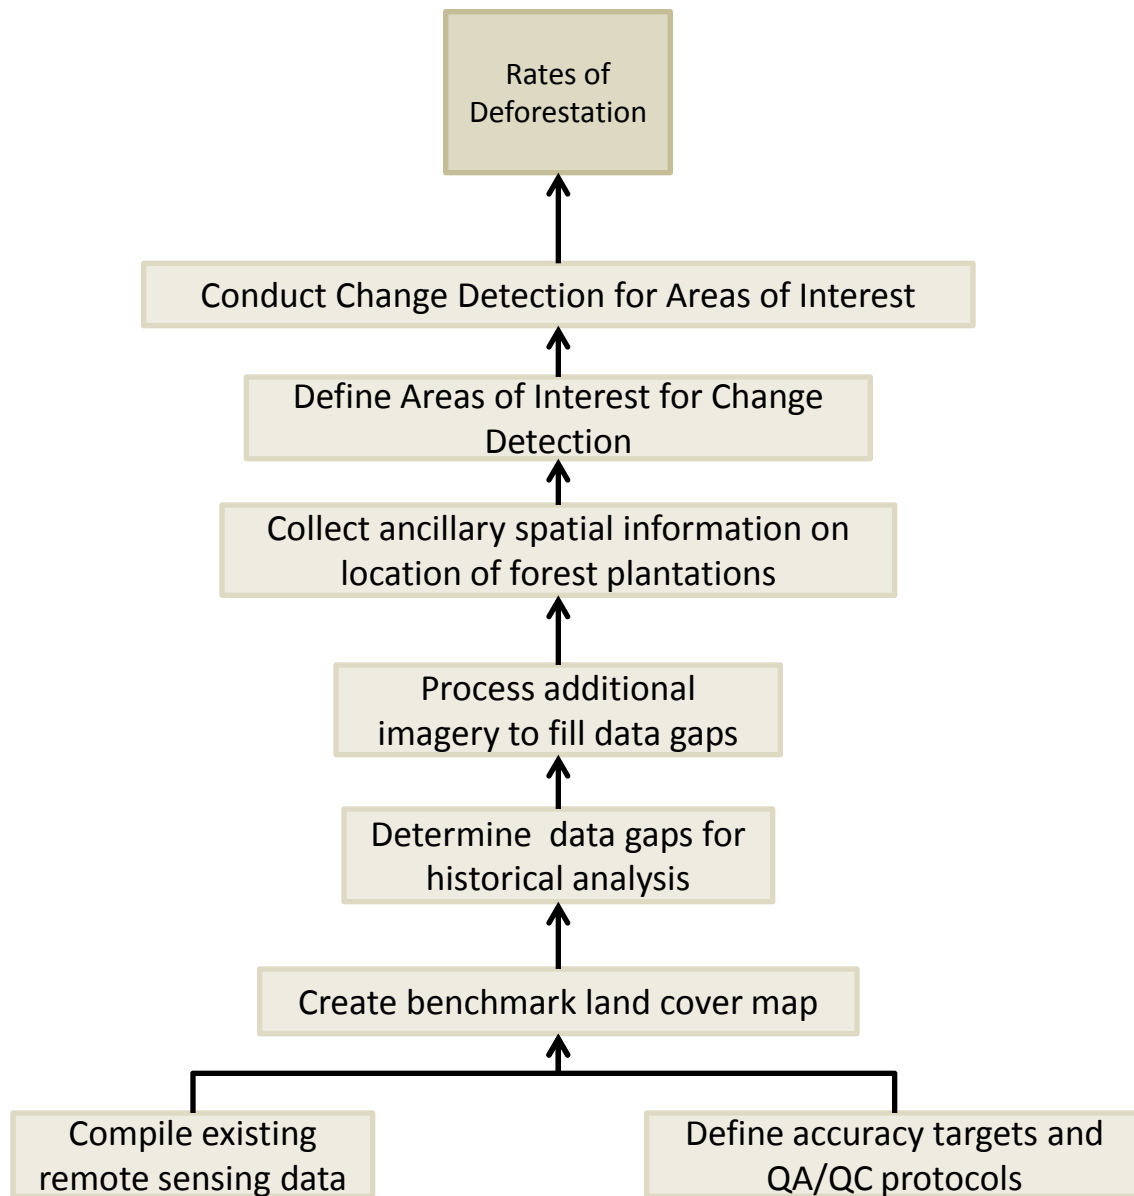 Rates of
Deforestation
Conduct Change Detection for Areas of Interest
Define Areas of Interest for Change
Detection
Collect ancillary spatial information on
location of forest plantations
Process additional
imagery to fill data gaps
Determine  data gaps for
historical analysis
Create benchmark land cover map
Compile existing
remote sensing data
Define accuracy targets and
QA/QC protocols